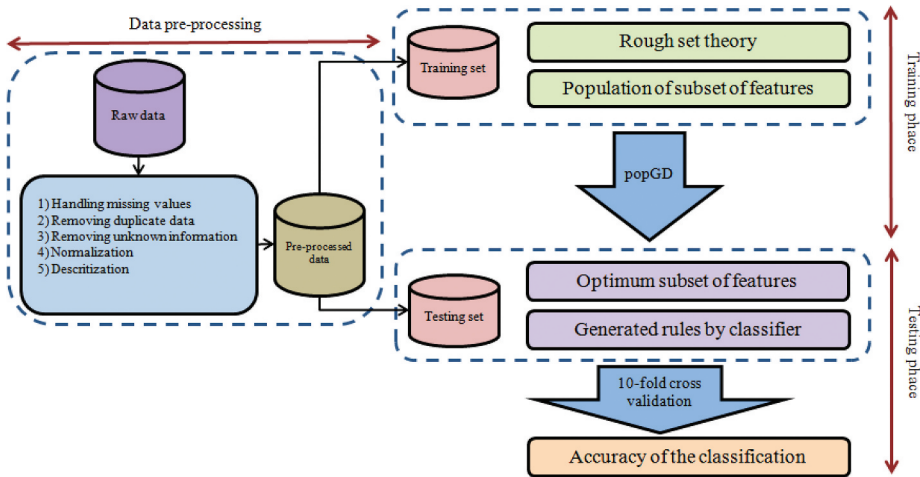 Data pre-processing
Raw data
1) Handling missing values
2) Removing duplicate data
3) Removing unknown information
4) Normalization
5) Descritization
Pre-processed
data
Training set
Rough set theory
Population of subset of features
Training phace
popGD
Testing set
Optimum subset of features
Generated rules by classifier
Testing phace
10-fold cross
validation
Accuracy of the classification